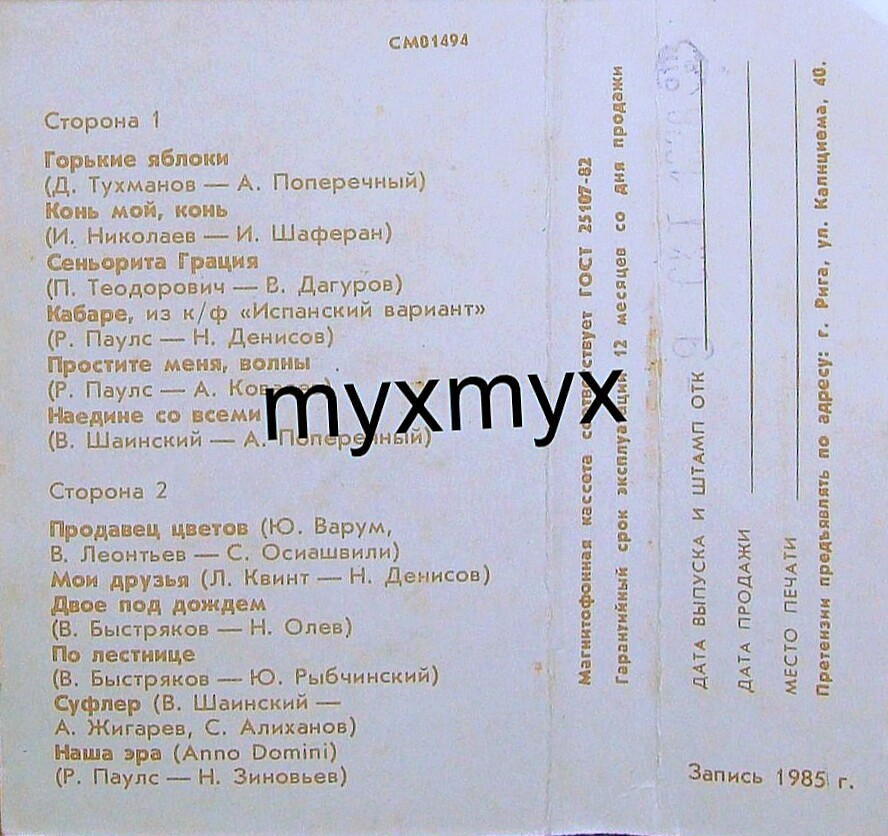 СМ01494
Сторона 1
Горькие яблоки
(Д. Тухманов — А. Поперечный)
Конь мой, конь
(И. Николаев — И. Шаферан)
Сеньорита Грация
(П. Теодорович — В. Дагуров)
Кабаре, из к/ф «Испанский вариант»
(Р. Паулс — Н. Денисов)
Простите меня, волны
(Р. Паулс — А.
Наедине со всеми
(В. Шаинский — А. Поперечный)
myxmyx
Сторона 2
Продавец цветов (Ю. Варум,
В. Леонтьев — С. Осиашвили)
Мои друзья (Л. Квинт — Н. Денисов)
Двое под дождем
(В. Быстряков — Н. Олев)
По лестнице
(В. Быстряков — Ю. Рыбчинский)
Суфлер (В. Шаинский —
А. Жигарев, С. Алиханов)
Наша эра (Anno Domini)
(Р. Паулс — Н. Зиновьев)
Магнитофонная кассета соответствует ГОСТ 25107-82
Гарантийный срок эксплуатации 12 месяцев со дня продажи
ДАТА ВЫПУСКА И ШТАМП ОТК
ДАТА ПРОДАЖИ
МЕСТО ПЕЧАТИ
Претензии предъявлять по адресу: г. Рига, ул. Калнциема, 40.
Запись 1985 г.